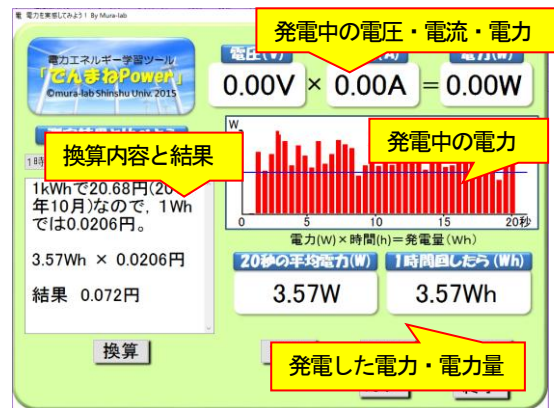 電力を実感してみよう! By Mura-lab
発電中の電圧・電流・電力
電力エネルギー学習ツール
「でんまねPower」
©mura-lab Shinshu Univ. 2015
電圧(V)
電力(W)
0.00V × 0.00A = 0.00W
換算内容と結果
発電中の電力
W
1kWhで20.68円(20
年10月)なので、1Wh
では0.0206円。
3.57Wh × 0.0206円
結果 0.072円
0 5 10 15 20秒
電力(W)×時間(h)=発電量(Wh)
20秒の平均電力(W)
1時間回したら(Wh)
3.57W
3.57Wh
換算
発電した電力・電力量